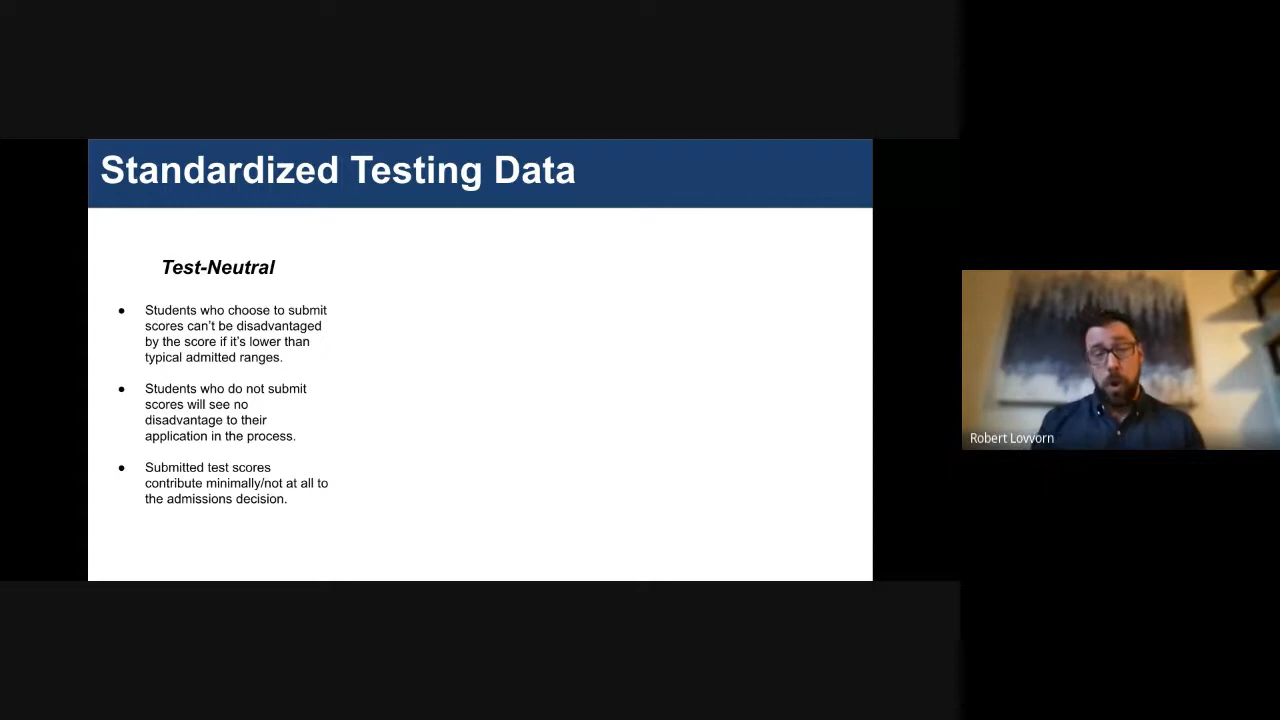 Standardized Testing Data
Test-Neutral
● Students who choose to submit
scores can't be disadvantaged
by the score if it's lower than
typical admitted ranges.
● Students who do not submit
scores will see no
disadvantage to their
application in the process.
● Submitted test scores
contribute minimally/not at all to
the admissions decision.
Robert Lovvorn